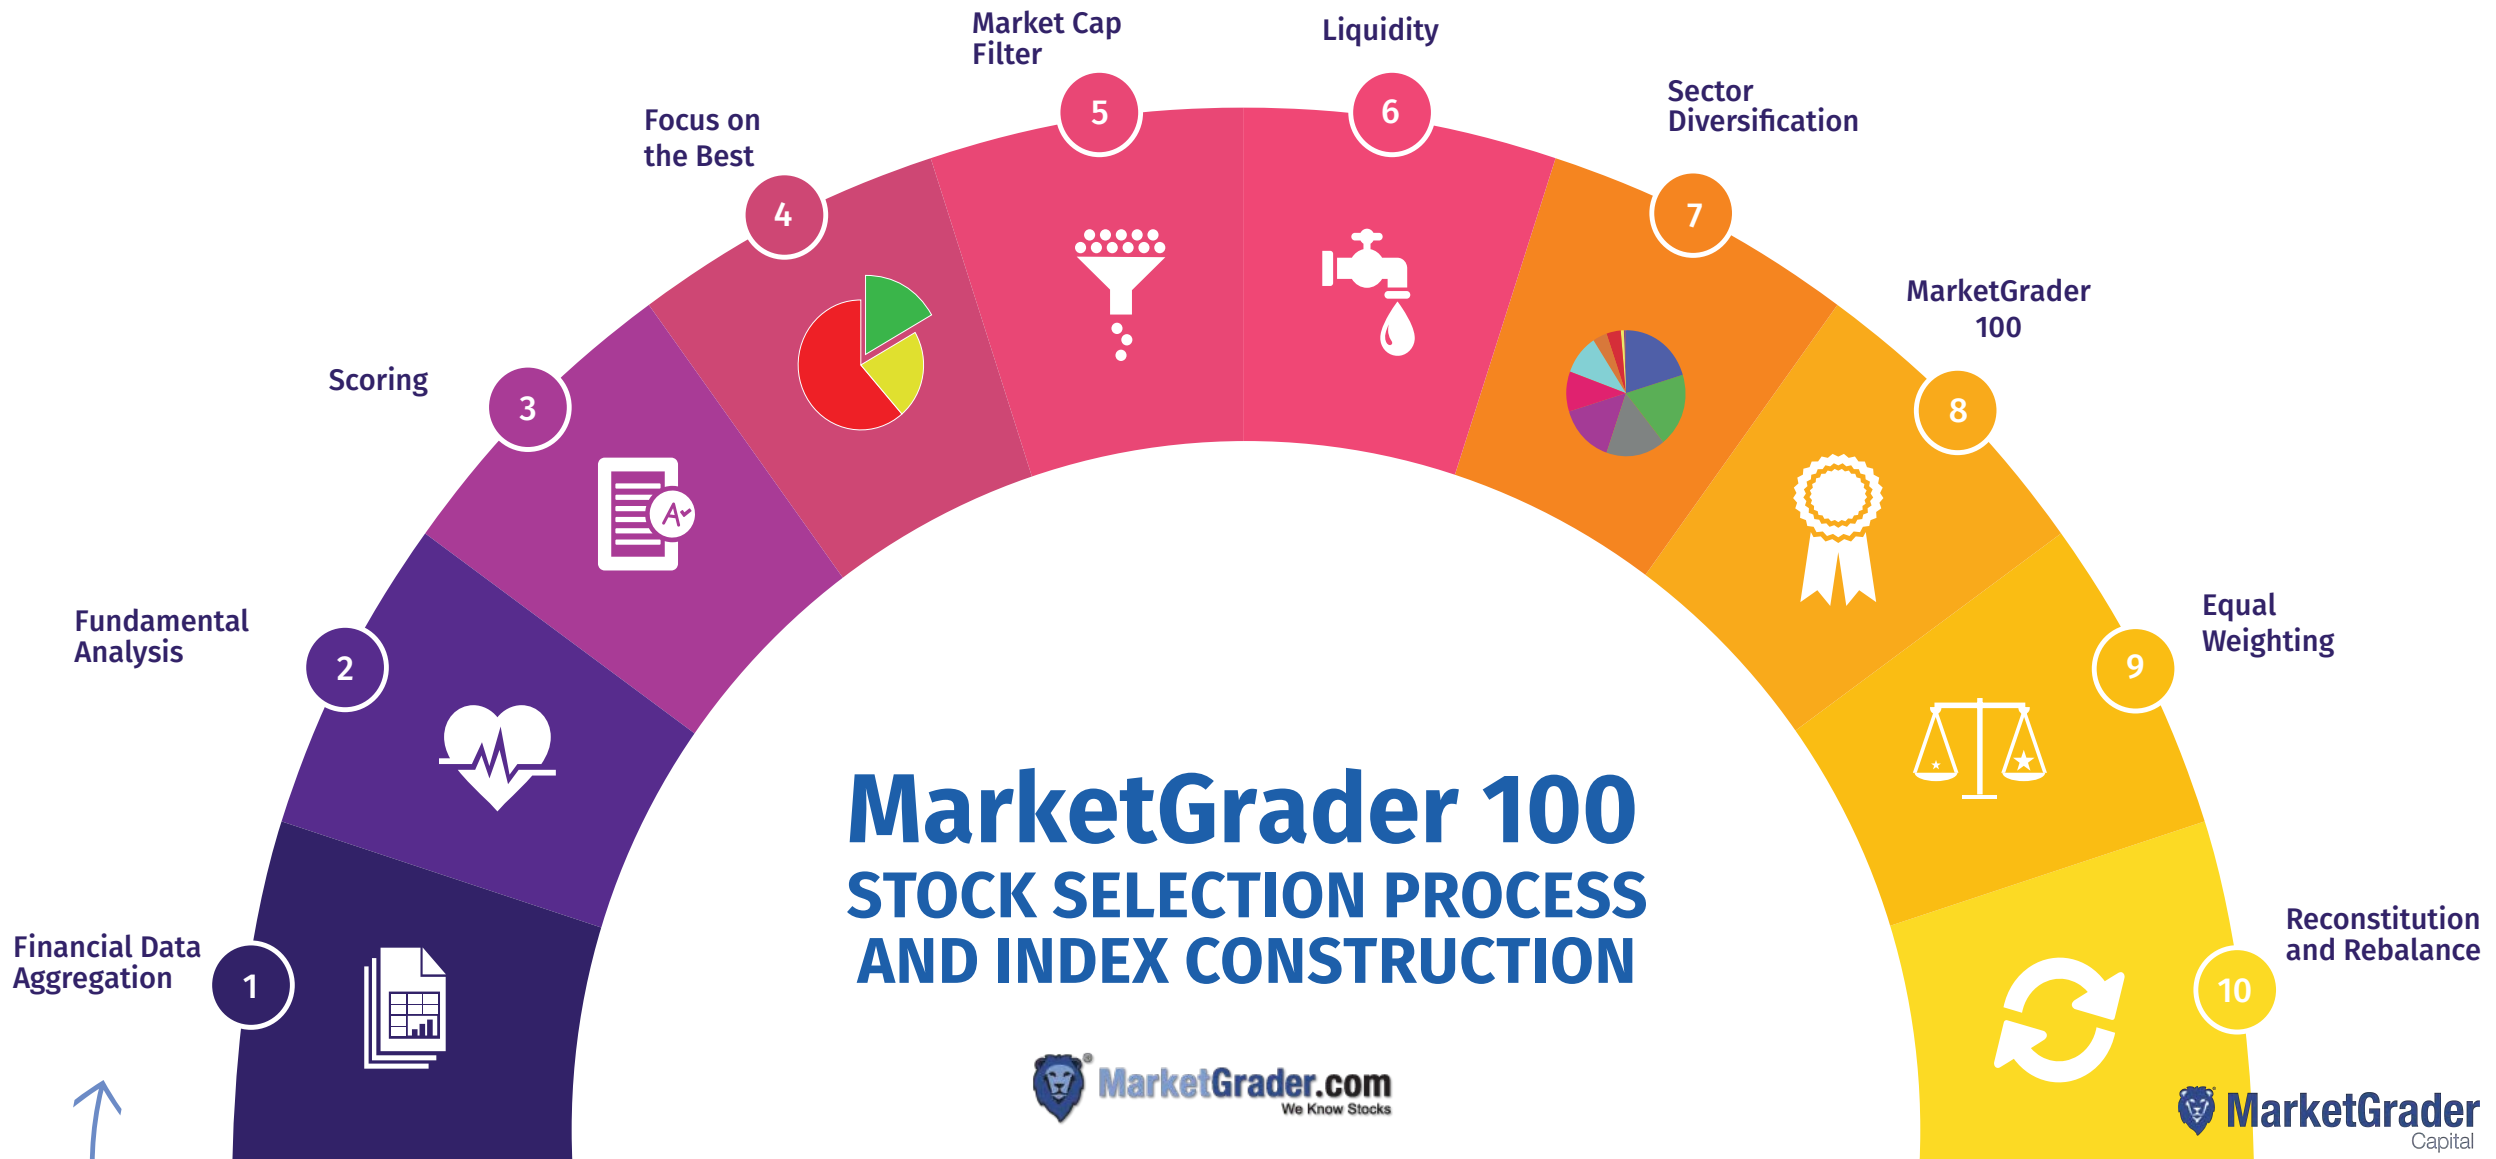 Financial Data
Aggregation
1
Fundamental
Analysis
2
Scoring
3
A
Focus on
the Best
4
Market Cap
Filter
5
Liquidity
6
Sector
Diversification
7
MarketGrader
100
8
Equal
Weighting
9
Reconstitution
and Rebalance
10
MarketGrader 100
STOCK SELECTION PROCESS
AND INDEX CONSTRUCTION
MarketGrader.com®
We Know Stocks
MarketGrader
Capital